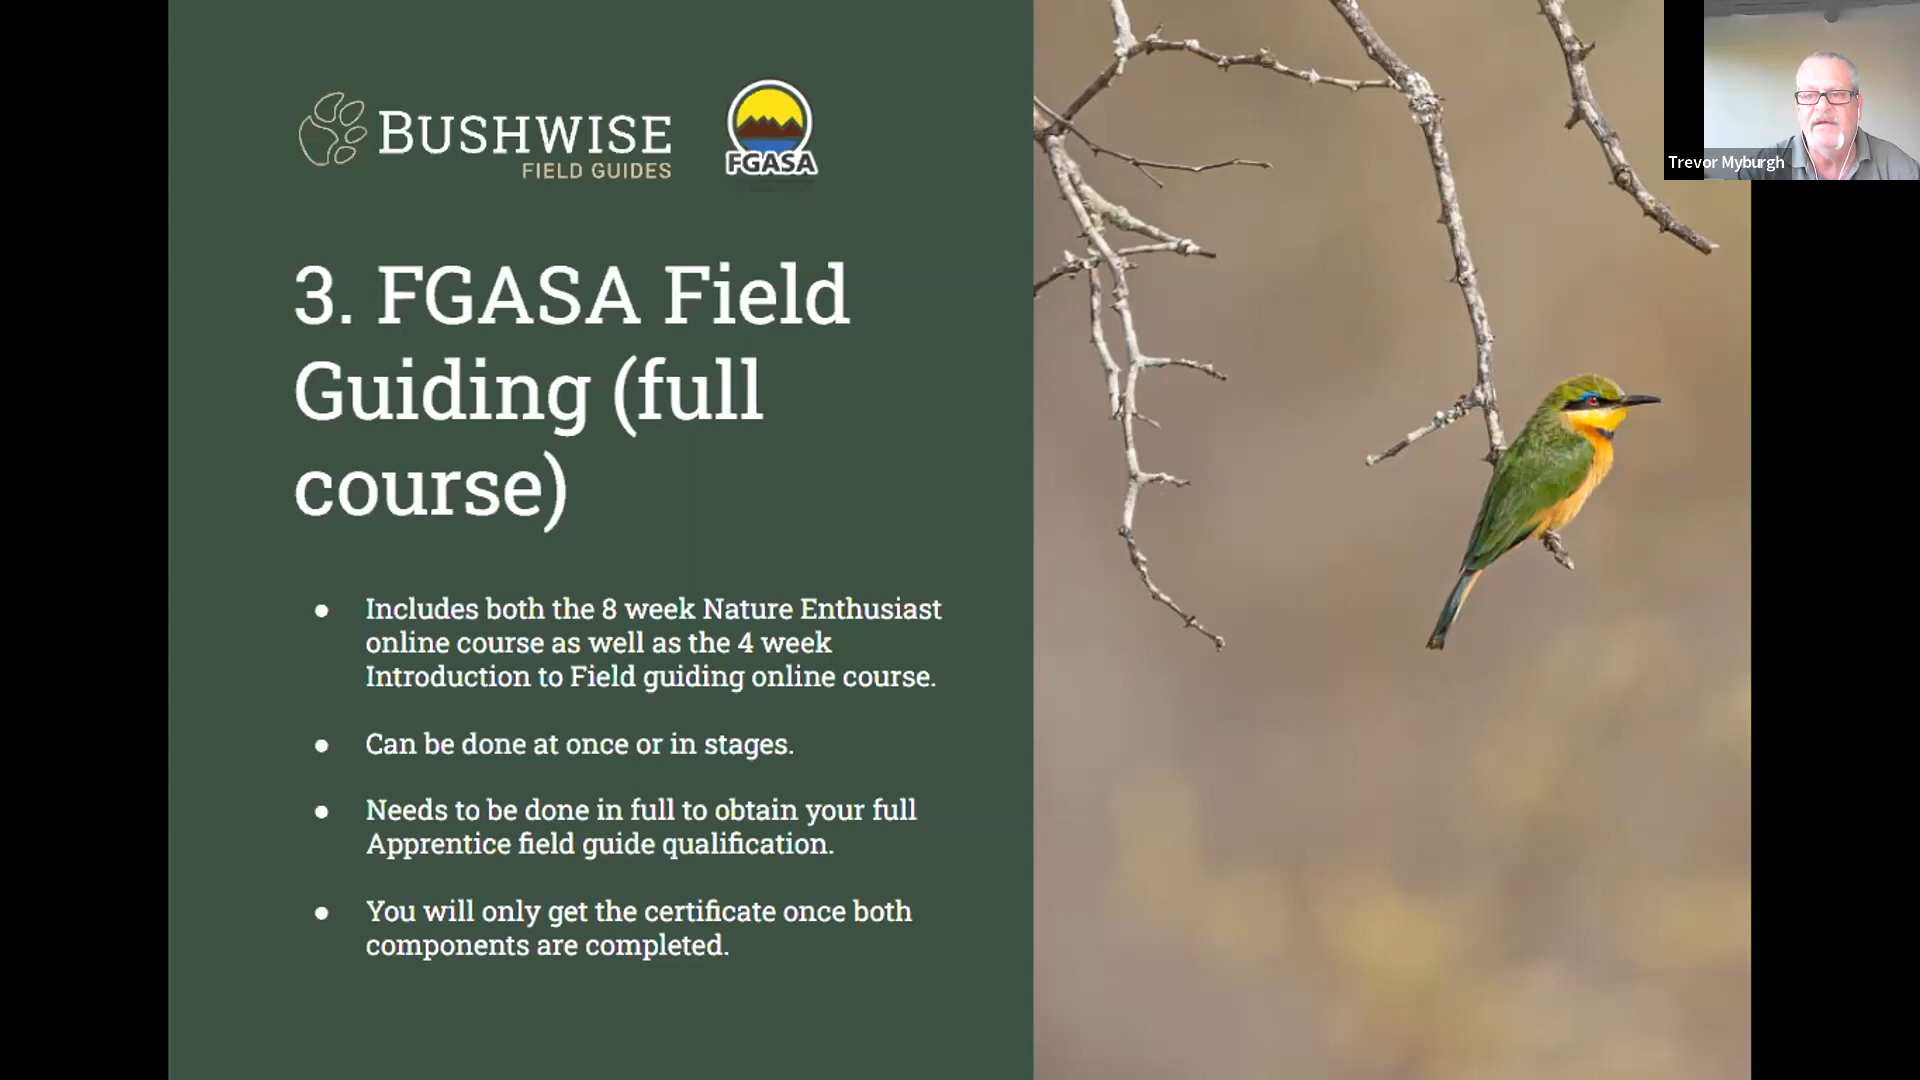 BUSHWISE
FIELD GUIDES
FGASA
Trevor Myburgh
3. FGASA Field
Guiding (full
course)
● Includes both the 8 week Nature Enthusiast
online course as well as the 4 week
Introduction to Field guiding online course.
● Can be done at once or in stages.
● Needs to be done in full to obtain your full
Apprentice field guide qualification.
● You will only get the certificate once both
components are completed.